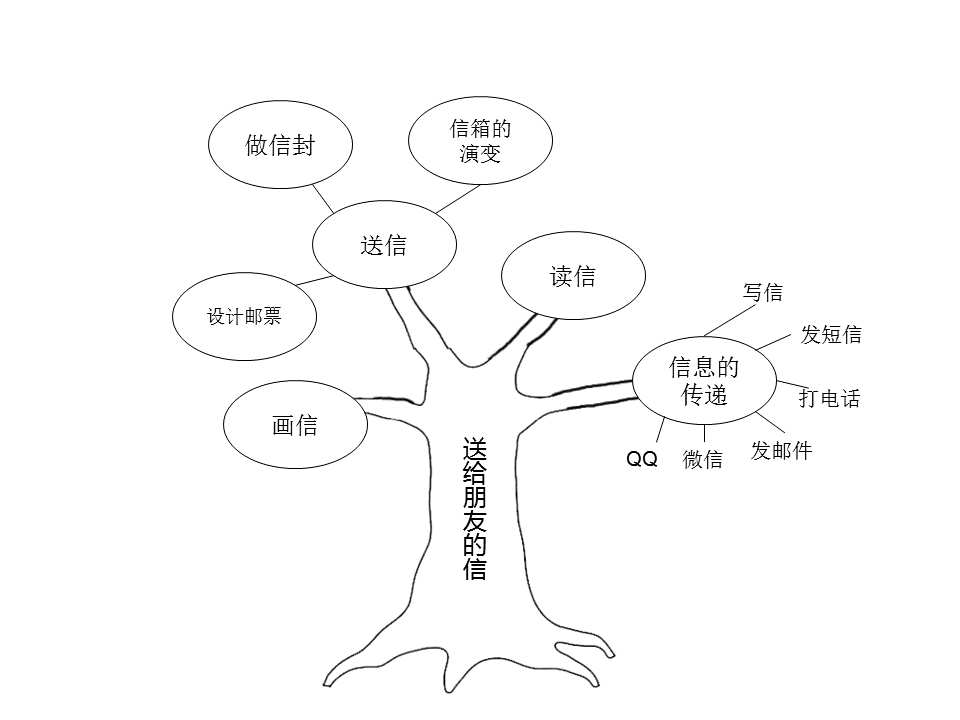 做信封
信箱的
演变
送信
读信
设计邮票
写信
发短信
信息的
传递
打电话
画信
发邮件
微信
QQ
送给朋友的信